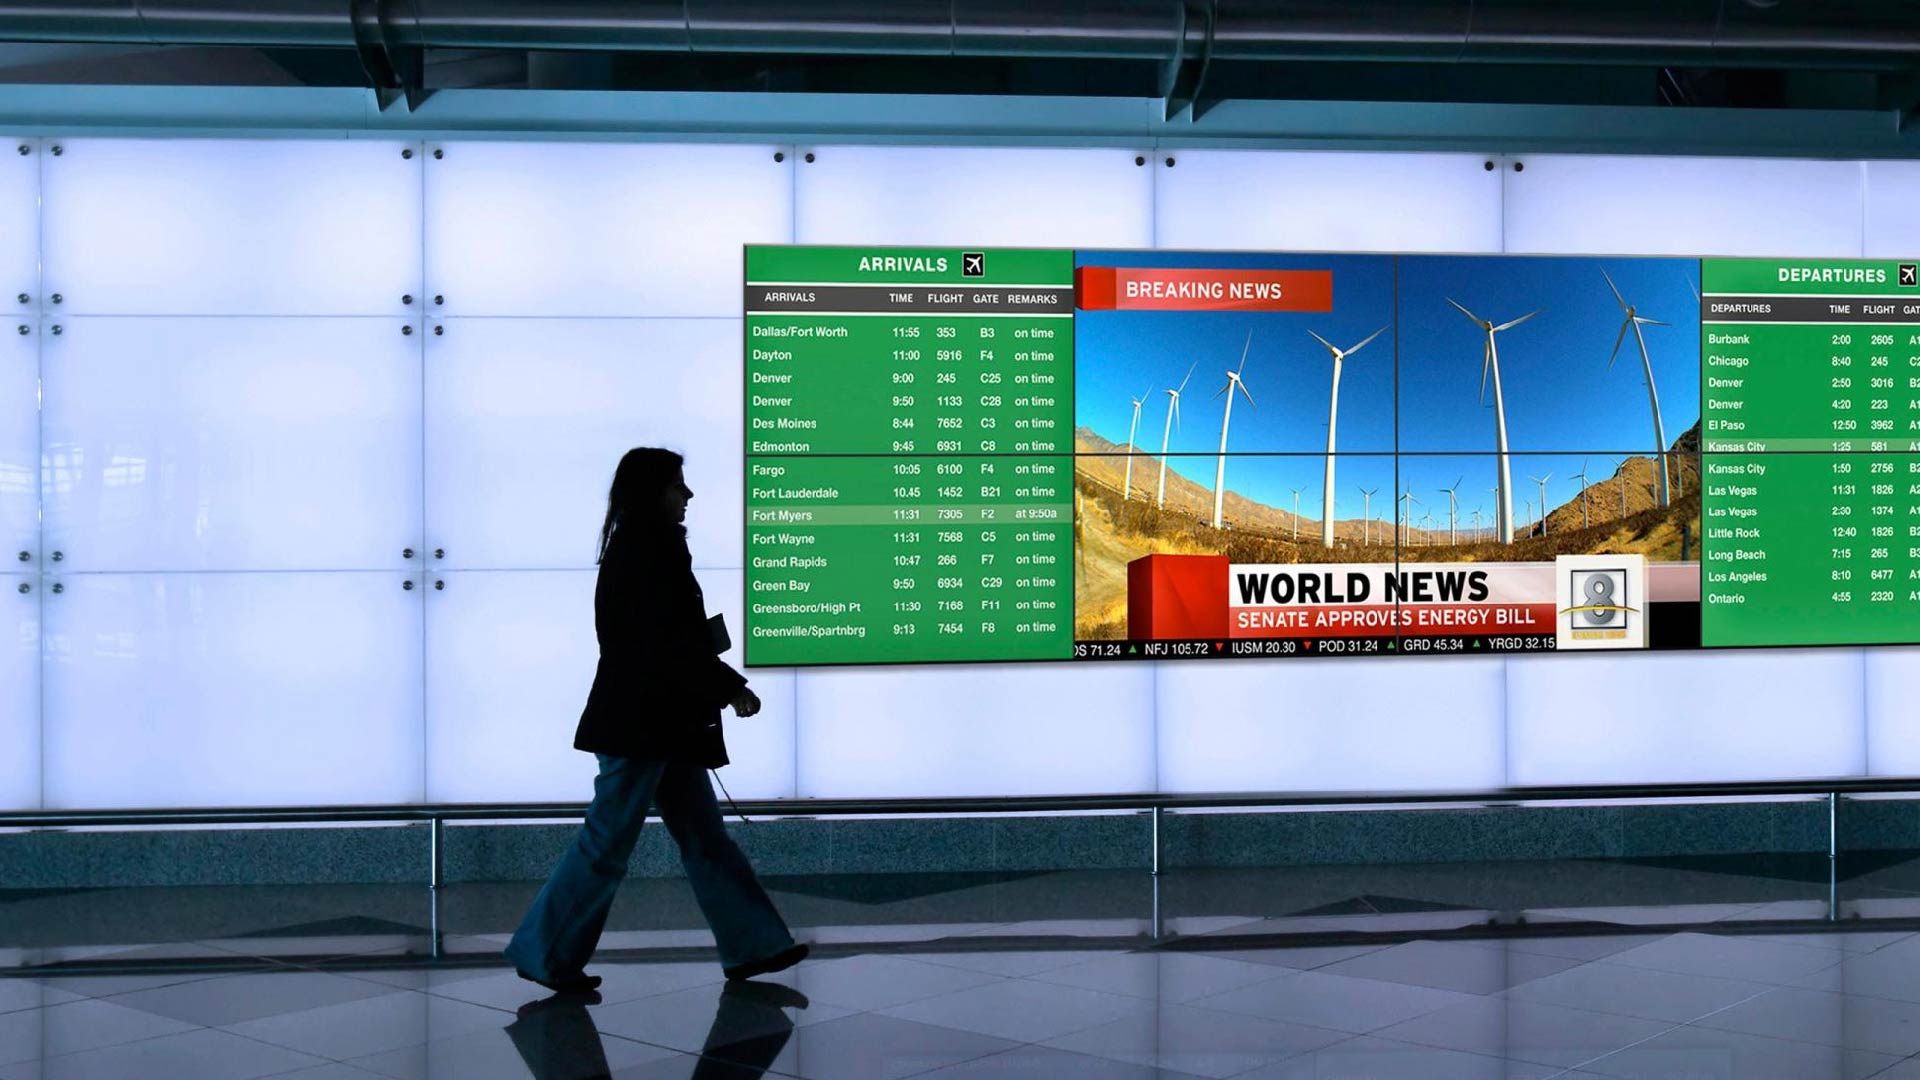 ARRIVALS
ARRIVALS TIME FLIGHT GATE REMARKS
Dallas/Fort Worth 11:55 353 B3 on time
Dayton 11:00 5916 F4 on time
Denver 9:00 245 C25 on time
Denver 9:50 1133 C28 on time
Des Moines 8:44 7652 C3 on time
Edmonton 9:45 6931 C8 on time
Fargo 10:05 6100 F4 on time
Fort Lauderdale 10.45 1452 B21 on time
Fort Myers 11:31 7305 F2 at 9:50a
Fort Wayne 11:31 7568 C5 on time
Grand Rapids 10:47 266 F7 on time
Green Bay 9:50 6934 C29 on time
Greensboro/High Pt 11:30 7168 F11 on time
Greenville/Spartnbrg 9:13 7454 F8 on time
BREAKING NEWS
WORLD NEWS
SENATE APPROVES ENERGY BILL
8
71.24 ▲ NFJ 105.72 ▼ IUSM 20.30 ▼ POD 31.24 ▲ GRD 45.34 ▲ YRGD 32.15
DEPARTURES
DEPARTURES TIME FLIGHT
Burbank 2:00 2605
Chicago 8:40 245
Denver 2:50 3016
Denver 4:20 223
El Paso 12:50 3962
Kansas City 1:25 581
Kansas City 1:50 2756
Las Vegas 11:31 1826
Las Vegas 2:30 1374
Little Rock 12:40 1826
Long Beach 7:15 265
Los Angeles 8:10 6477
Ontario 4:55 2320